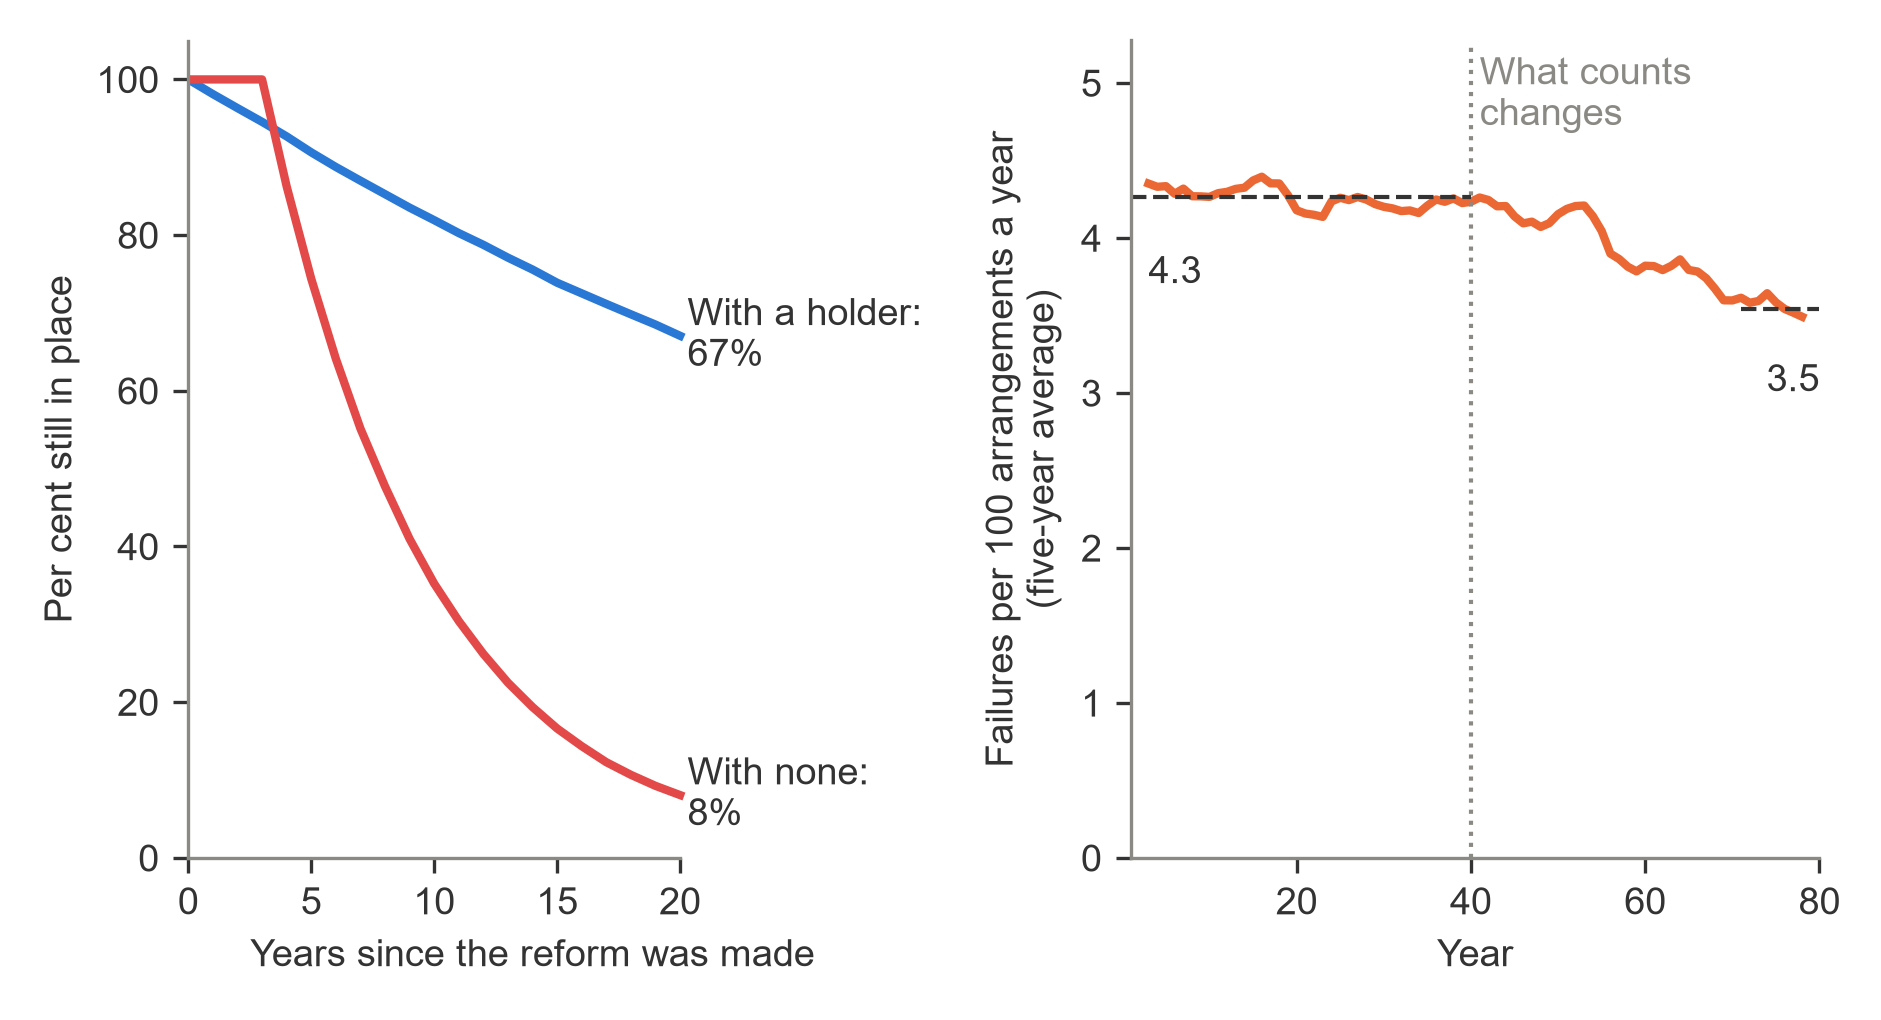 Per cent still in place
100
80
60
40
20
0
With a holder:
67%
With none:
8%
0
5
10
15
20
Years since the reform was made
Failures per 100 arrangements a year
(five-year average)
5
4
3
2
1
0
What counts
changes
4.3
3.5
20
40
60
80
Year